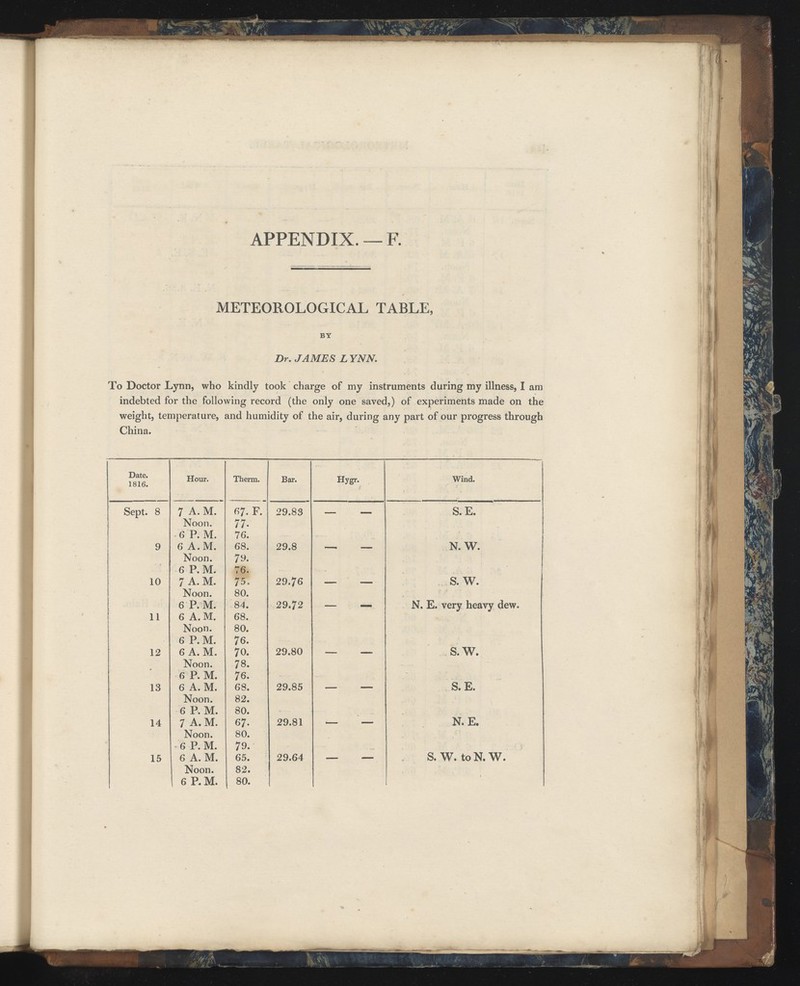 APPENDIX. — F.
METEOROLOGICAL TABLE,
BY
Dr. JAMES LYNN.
To Doctor Lynn, who kindly took charge of my instruments during my illness, I am
indebted for the following record (the only one saved,) of experiments made on the
weight, temperature, and humidity of the air, during any part of our progress through
China.
Date. 1816. Hour. Therm. Bar. Hygr. Wind.
Sept. 8 7 A. M. 67. F. 29.83 — — S. E.
Noon. 77.
6 P. M. 76.
9 6 A. M. 68. 29.8 — — N. W.
Noon. 79.
6 P. M. 76.
10 7 A. M. 75. 29.76 — — S. W.
Noon. 80.
6 P. M. 84. 29.72 — — N. E. very heavy dew.
11 6 A. M. 68.
Noon. 80.
6 P. M. 76.
12 6 A. M. 70. 29.80 — — S. W.
Noon. 78.
6 P. M. 76.
13 6 A. M. 68. 29.85 — — S. E.
Noon. 82.
6 P. M. 80.
14 7 A. M. 67. 29.81 — — N. E.
Noon. 80.
6 P. M. 79.
15 6 A. M. 65. 29.64 — — S. W. to N. W.
Noon. 82.
6 P. M. 80.